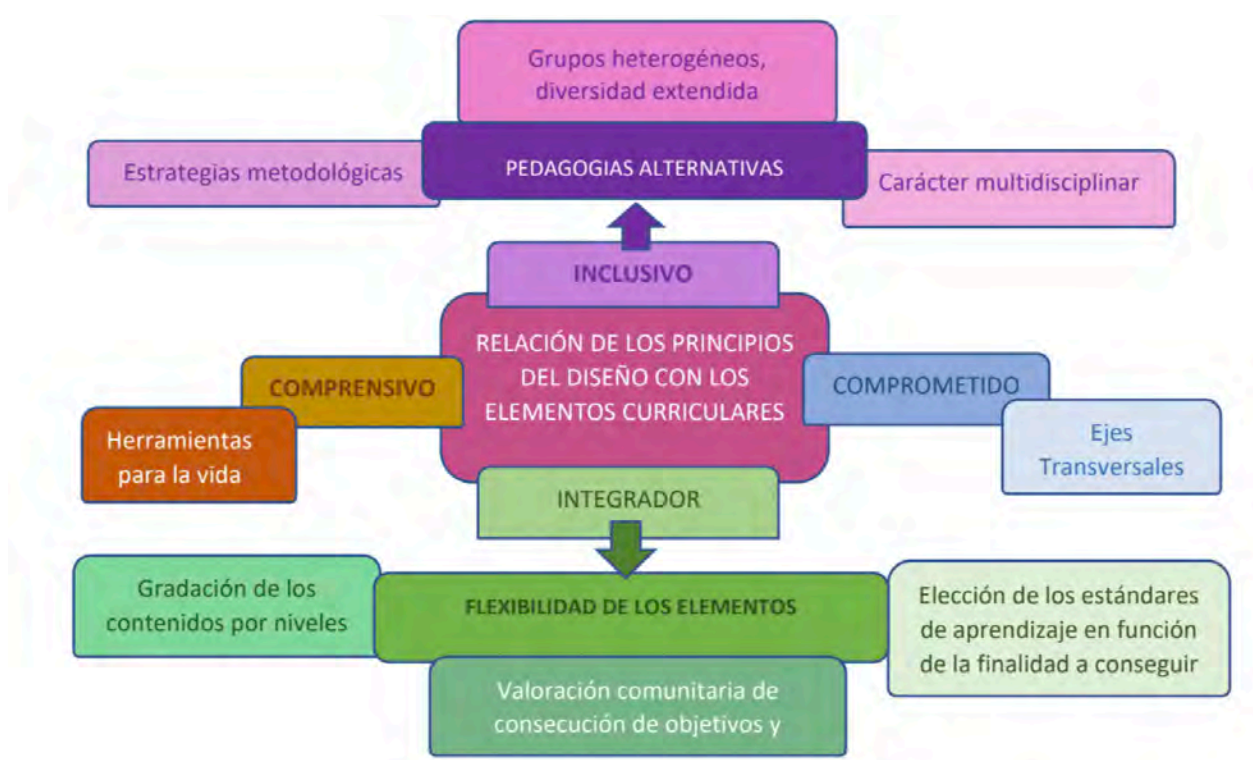 Grupos heterogéneos,
diversidad extendida
Estrategias metodológicas
PEDAGOGIAS ALTERNATIVAS
Carácter multidisciplinar
INCLUSIVO
RELACIÓN DE LOS PRINCIPIOS
DEL DISEÑO CON LOS
ELEMENTOS CURRICULARES
COMPRENSIVO
Herramientas
para la vida
COMPROMETIDO
Ejes
Transversales
INTEGRADOR
Gradación de los
contenidos por niveles
FLEXIBILIDAD DE LOS ELEMENTOS
Elección de los estándares
de aprendizaje en función
de la finalidad a conseguir
Valoración comunitaria de
consecución de objetivos y